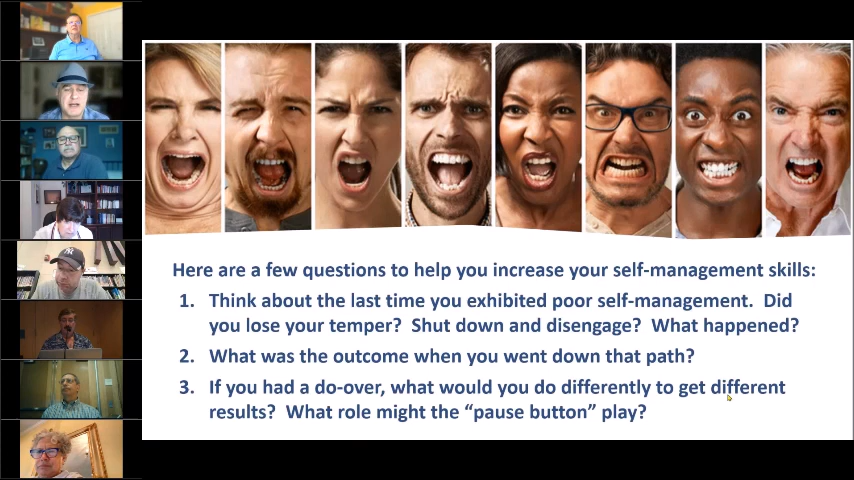 Here are a few questions to help you increase your self-management skills:
1. Think about the last time you exhibited poor self-management. Did
you lose your temper? Shut down and disengage? What happened?
2. What was the outcome when you went down that path?
3. If you had a do-over, what would you do differently to get different
results? What role might the “pause button” play?